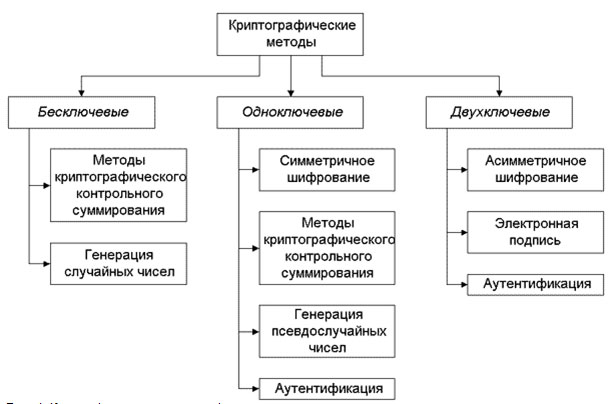 Криптографические
методы
Бесключевые
Одноключевые
Двухключевые
Методы
криптографического
контрольного
суммирования
Генерация
случайных чисел
Симметричное
шифрование
Методы
криптографического
контрольного
суммирования
Генерация
псевдослучайных
чисел
Аутентификация
Асимметричное
шифрование
Электронная
подпись
Аутентификация